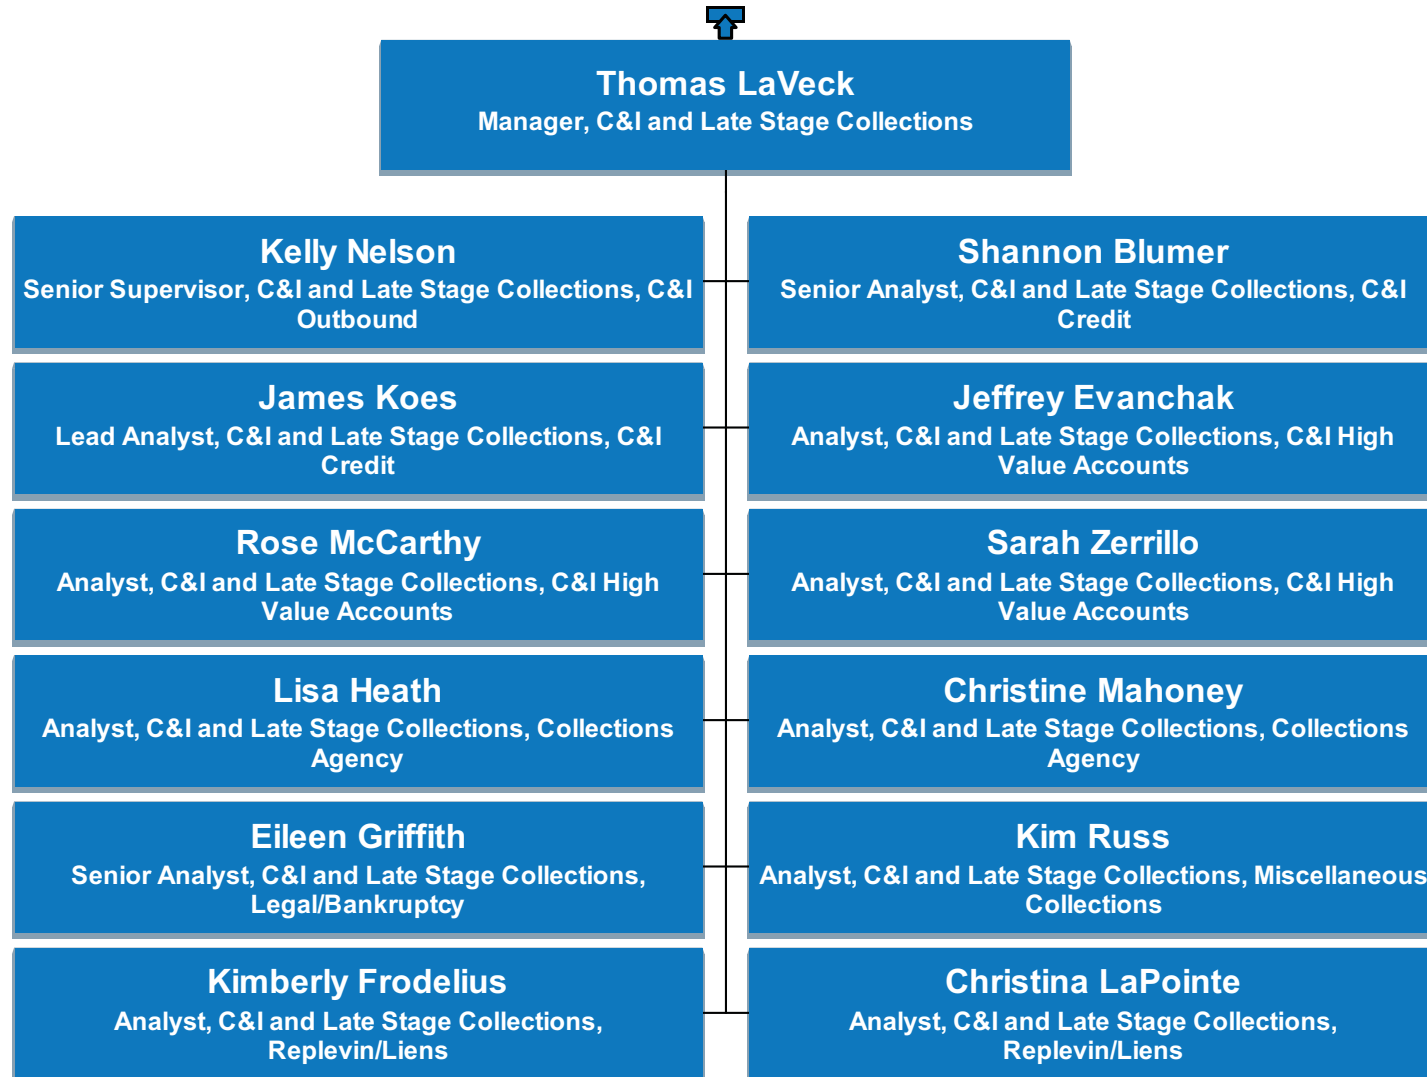 Thomas LaVeck
Manager, C&I and Late Stage Collections
Kelly Nelson
Senior Supervisor, C&I and Late Stage Collections, C&I
Outbound
Shannon Blumer
Senior Analyst, C&I and Late Stage Collections, C&I
Credit
James Koes
Lead Analyst, C&I and Late Stage Collections, C&I
Credit
Jeffrey Evanchak
Analyst, C&I and Late Stage Collections, C&I High
Value Accounts
Rose McCarthy
Analyst, C&I and Late Stage Collections, C&I High
Value Accounts
Sarah Zerrillo
Analyst, C&I and Late Stage Collections, C&I High
Value Accounts
Lisa Heath
Analyst, C&I and Late Stage Collections, Collections
Agency
Christine Mahoney
Analyst, C&I and Late Stage Collections, Collections
Agency
Eileen Griffith
Senior Analyst, C&I and Late Stage Collections,
Legal/Bankruptcy
Kim Russ
Analyst, C&I and Late Stage Collections, Miscellaneous
Collections
Kimberly Frodelius
Analyst, C&I and Late Stage Collections,
Replevin/Liens
Christina LaPointe
Analyst, C&I and Late Stage Collections,
Replevin/Liens